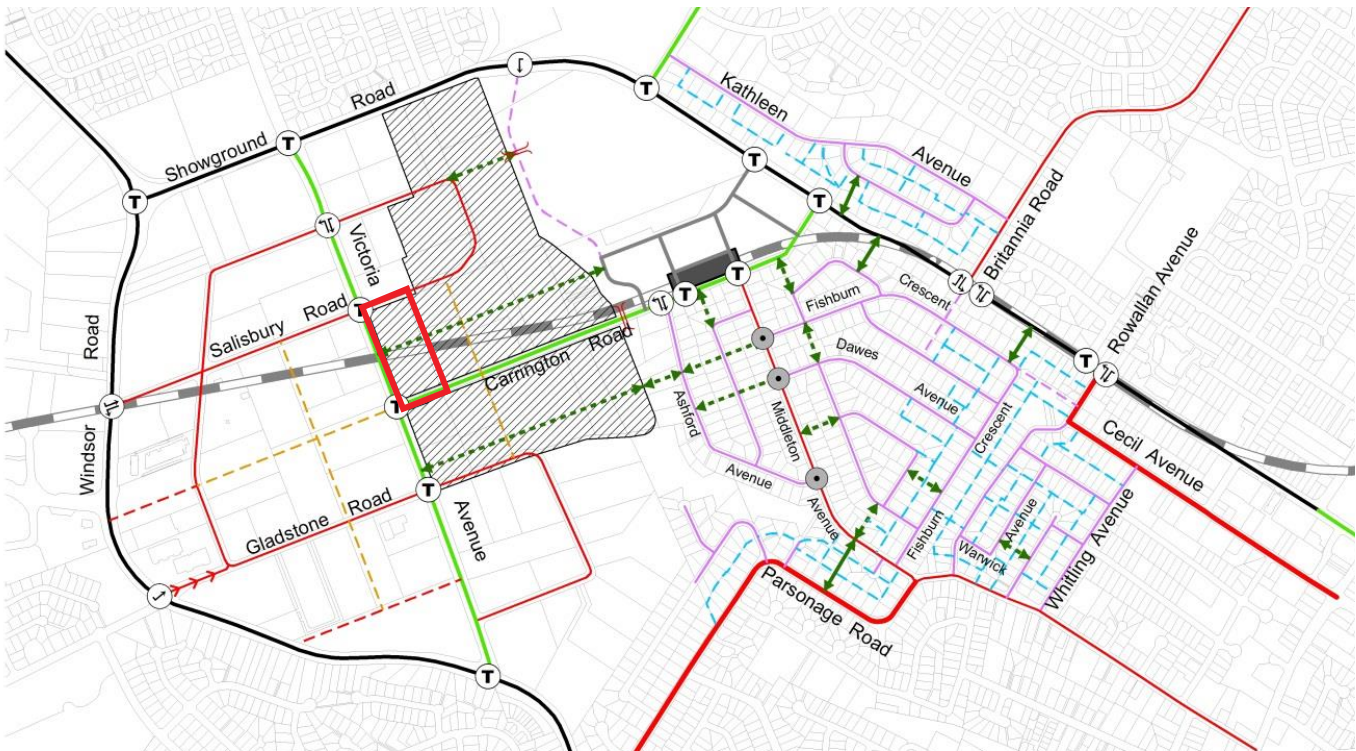 Kathleen
Avenue
Road
Showground
Britannia Road
Rowallan Avenue
Victoria
Salisbury Road
Road
Windsor
Carrington Road
Fishburn
Crescent
Dawes
Avenue
Ashford
Avenue
Middleton
Avenue
Crescent
Fishburn
Cecil Avenue
Avenue
Warwick
Whitling Avenue
Gladstone Road
Avenue
Parsonage Road
T
T
T
T
T
T
T
T
T
T
T
T